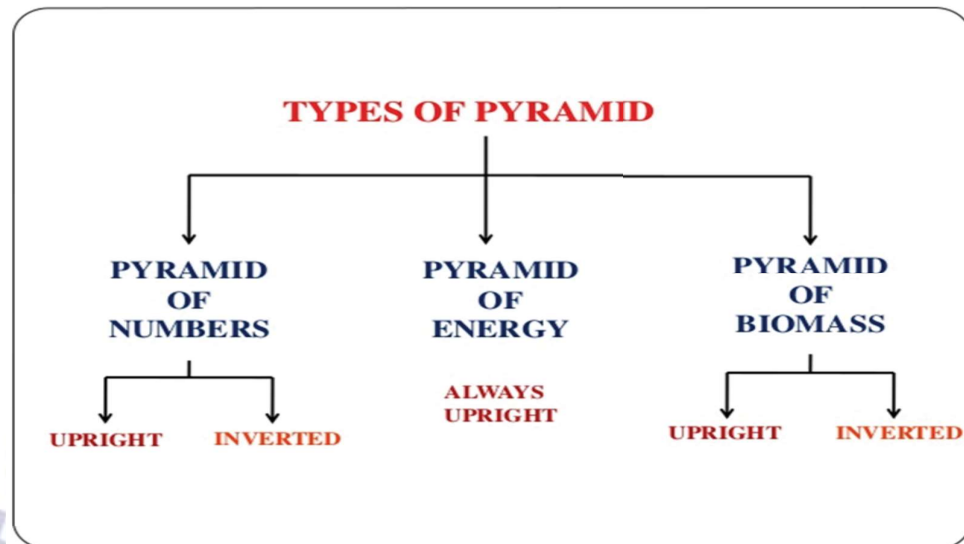 TYPES OF PYRAMID
PYRAMID
OF
NUMBERS
UPRIGHT
INVERTED
PYRAMID
OF
ENERGY
ALWAYS
UPRIGHT
PYRAMID
OF
BIOMASS
UPRIGHT
INVERTED